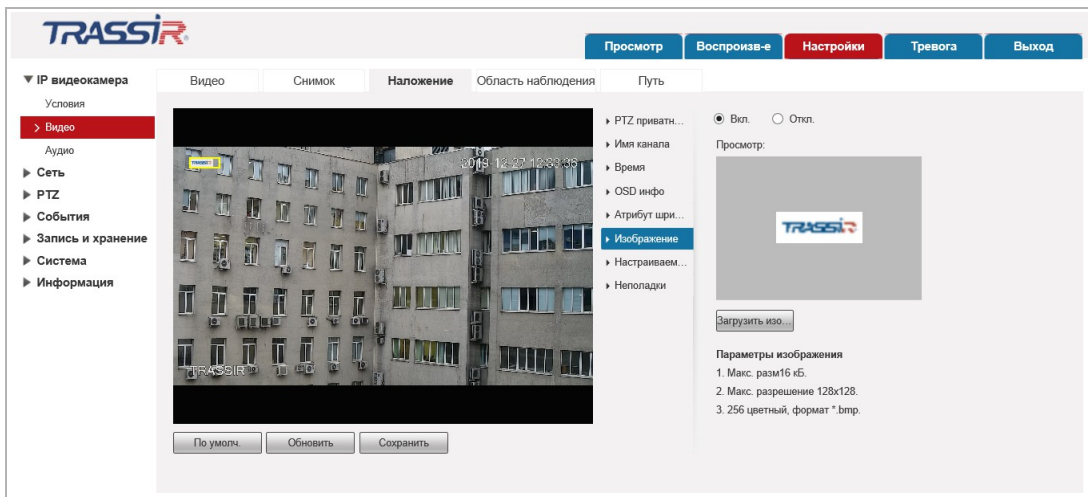 TRASSIR
Просмотр
Воспроизв-е
Настройки
Тревога
Выход
IP видеокамера
Условия
Видео
Аудио
Сеть
PTZ
События
Запись и хранение
Система
Информация
Видео
Снимок
Наложение
Область наблюдения
Путь
TRASSIR
2019-12-27 12:33:36
TRASSIR
PTZ приватн...
Имя канала
Время
OSD инфо
Атрибут шри...
Изображение
Настраиваем...
Неполадки
Вкл.
Откл.
Просмотр:
TRASSIR
Загрузить изо...
Параметры изображения
1. Макс. разм16 кБ.
2. Макс. разрешение 128x128.
3. 256 цветный, формат *.bmp.
По умолч.
Обновить
Сохранить